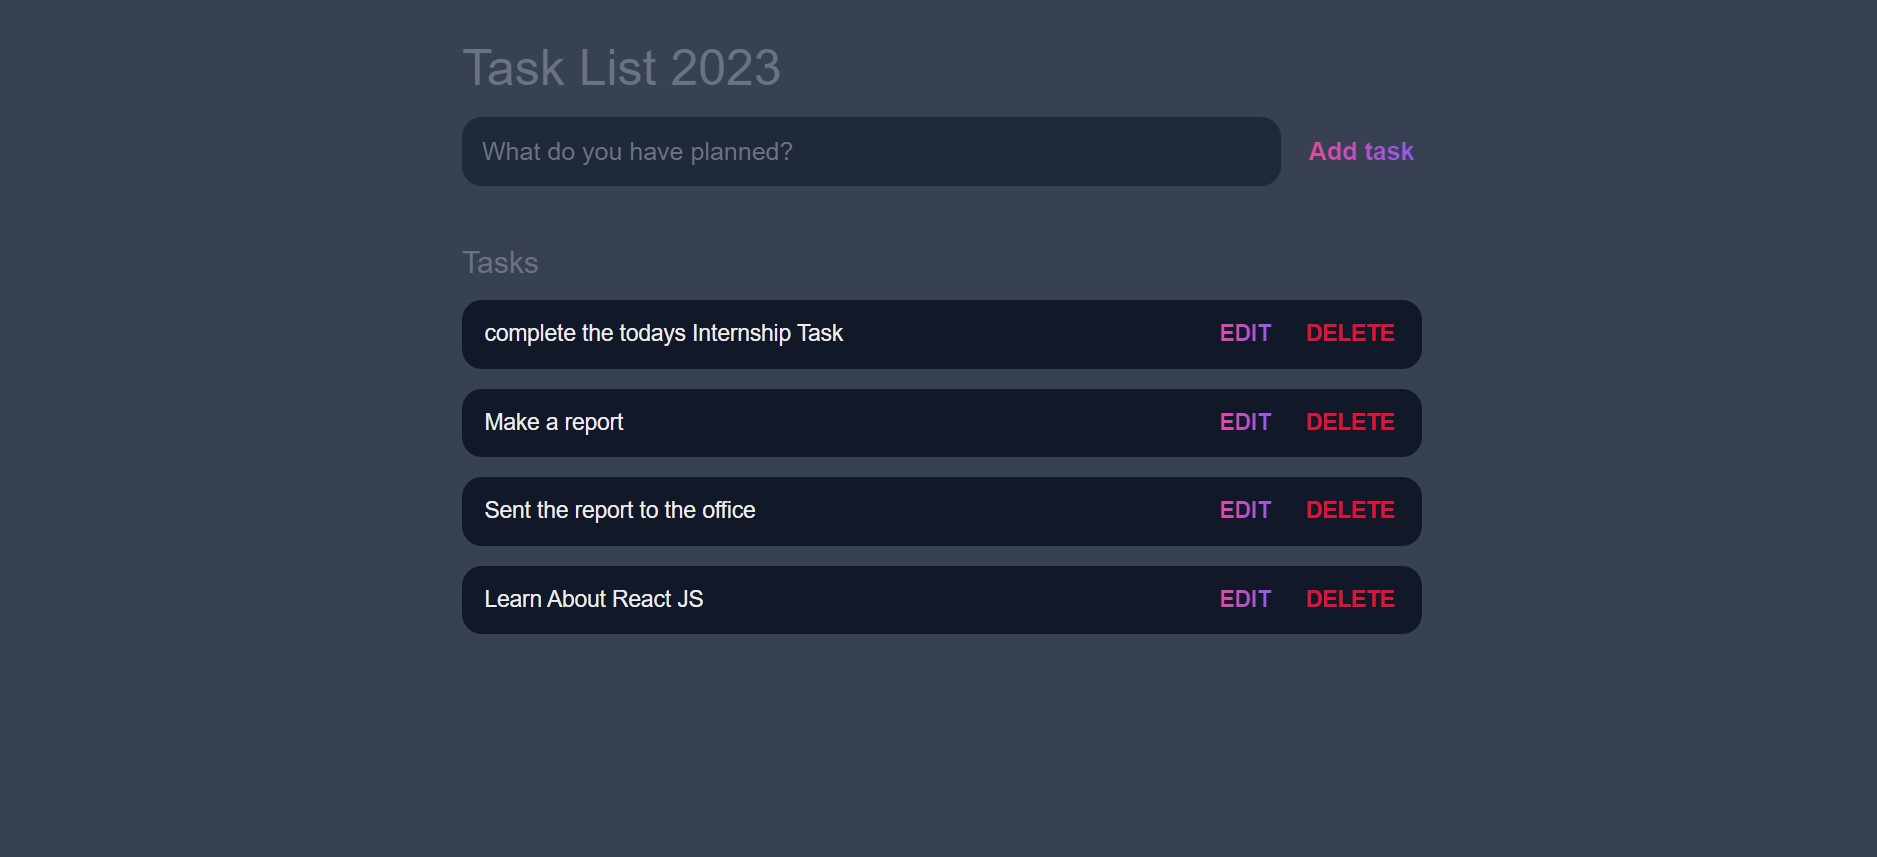 Task List 2023
What do you have planned? Add task
Tasks
complete the todays Internship Task EDIT DELETE
Make a report EDIT DELETE
Sent the report to the office EDIT DELETE
Learn About React JS EDIT DELETE